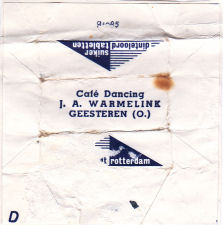 suiker
tabletten
dinteloord
Café Dancing
J. A. WARMELINK
GEESTEREN (O.)
rotterdam
D